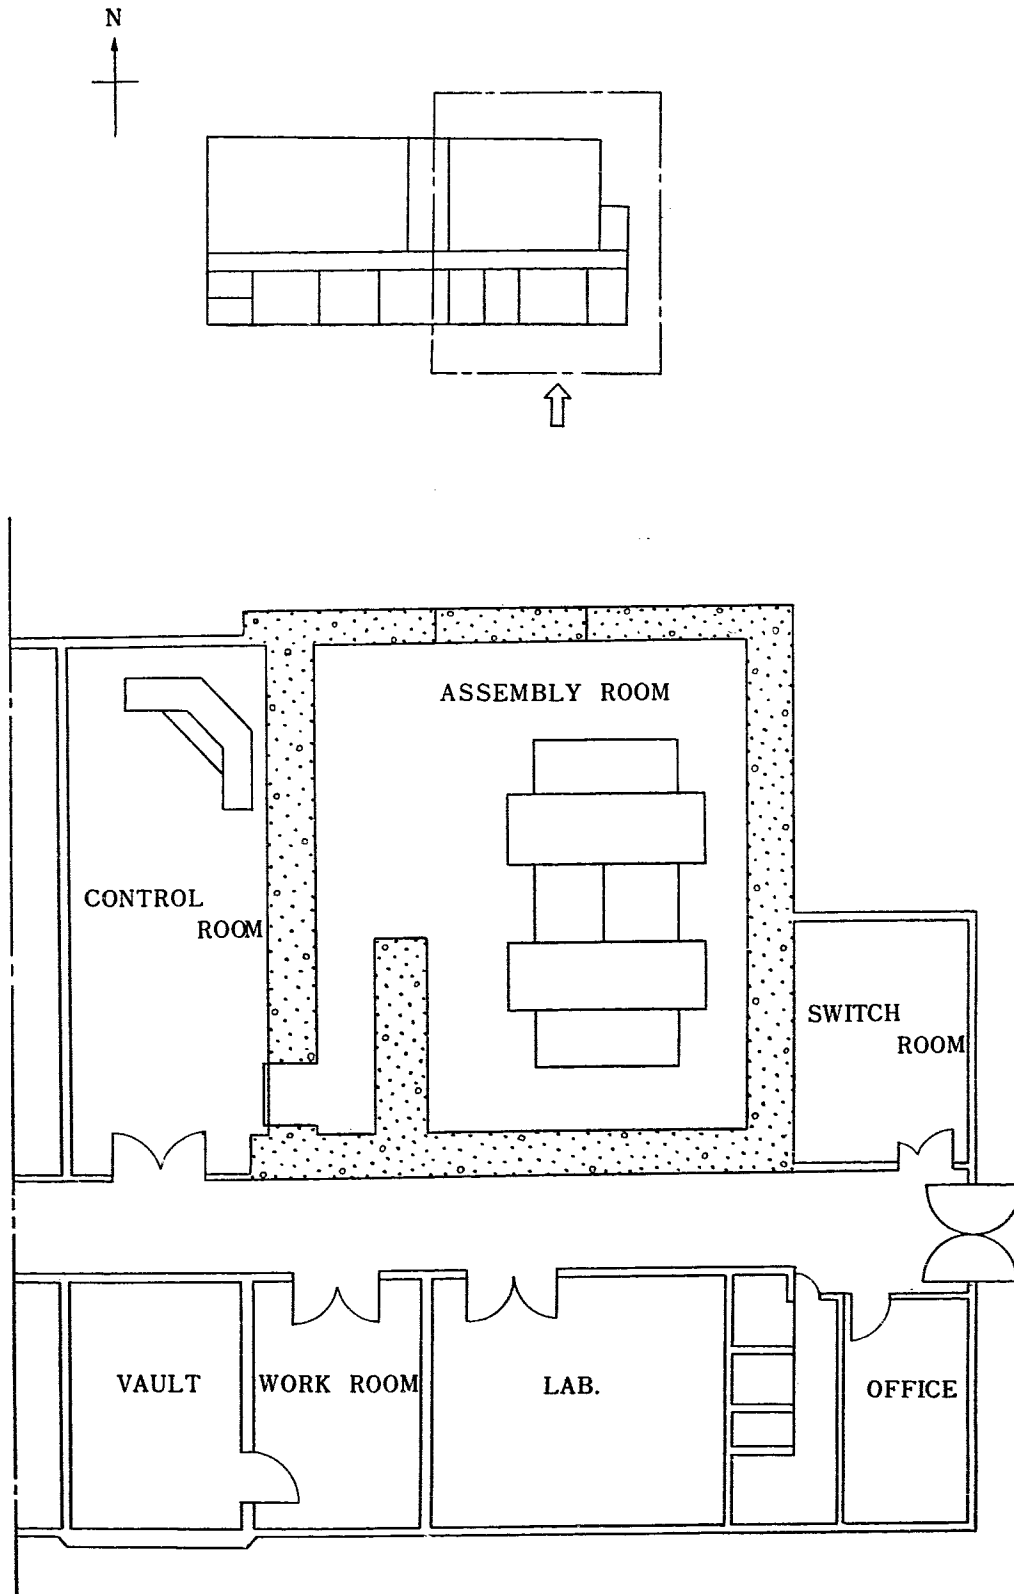 N
ASSEMBLY ROOM
CONTROL
ROOM
SWITCH
ROOM
VAULT
WORK ROOM
LAB.
OFFICE